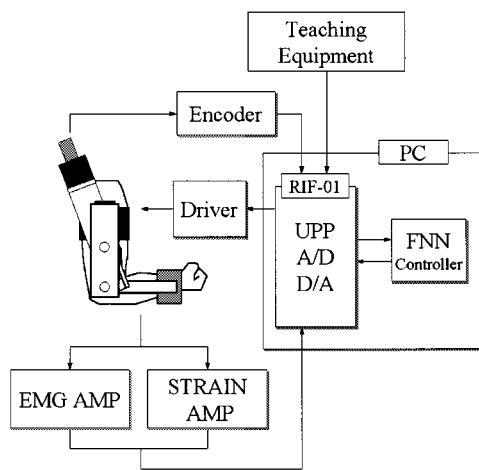 Teaching
Equipment
Encoder
PC
RIF-01
Driver
UPP
A/D
D/A
FNN
Controller
EMG AMP
STRAIN
AMP